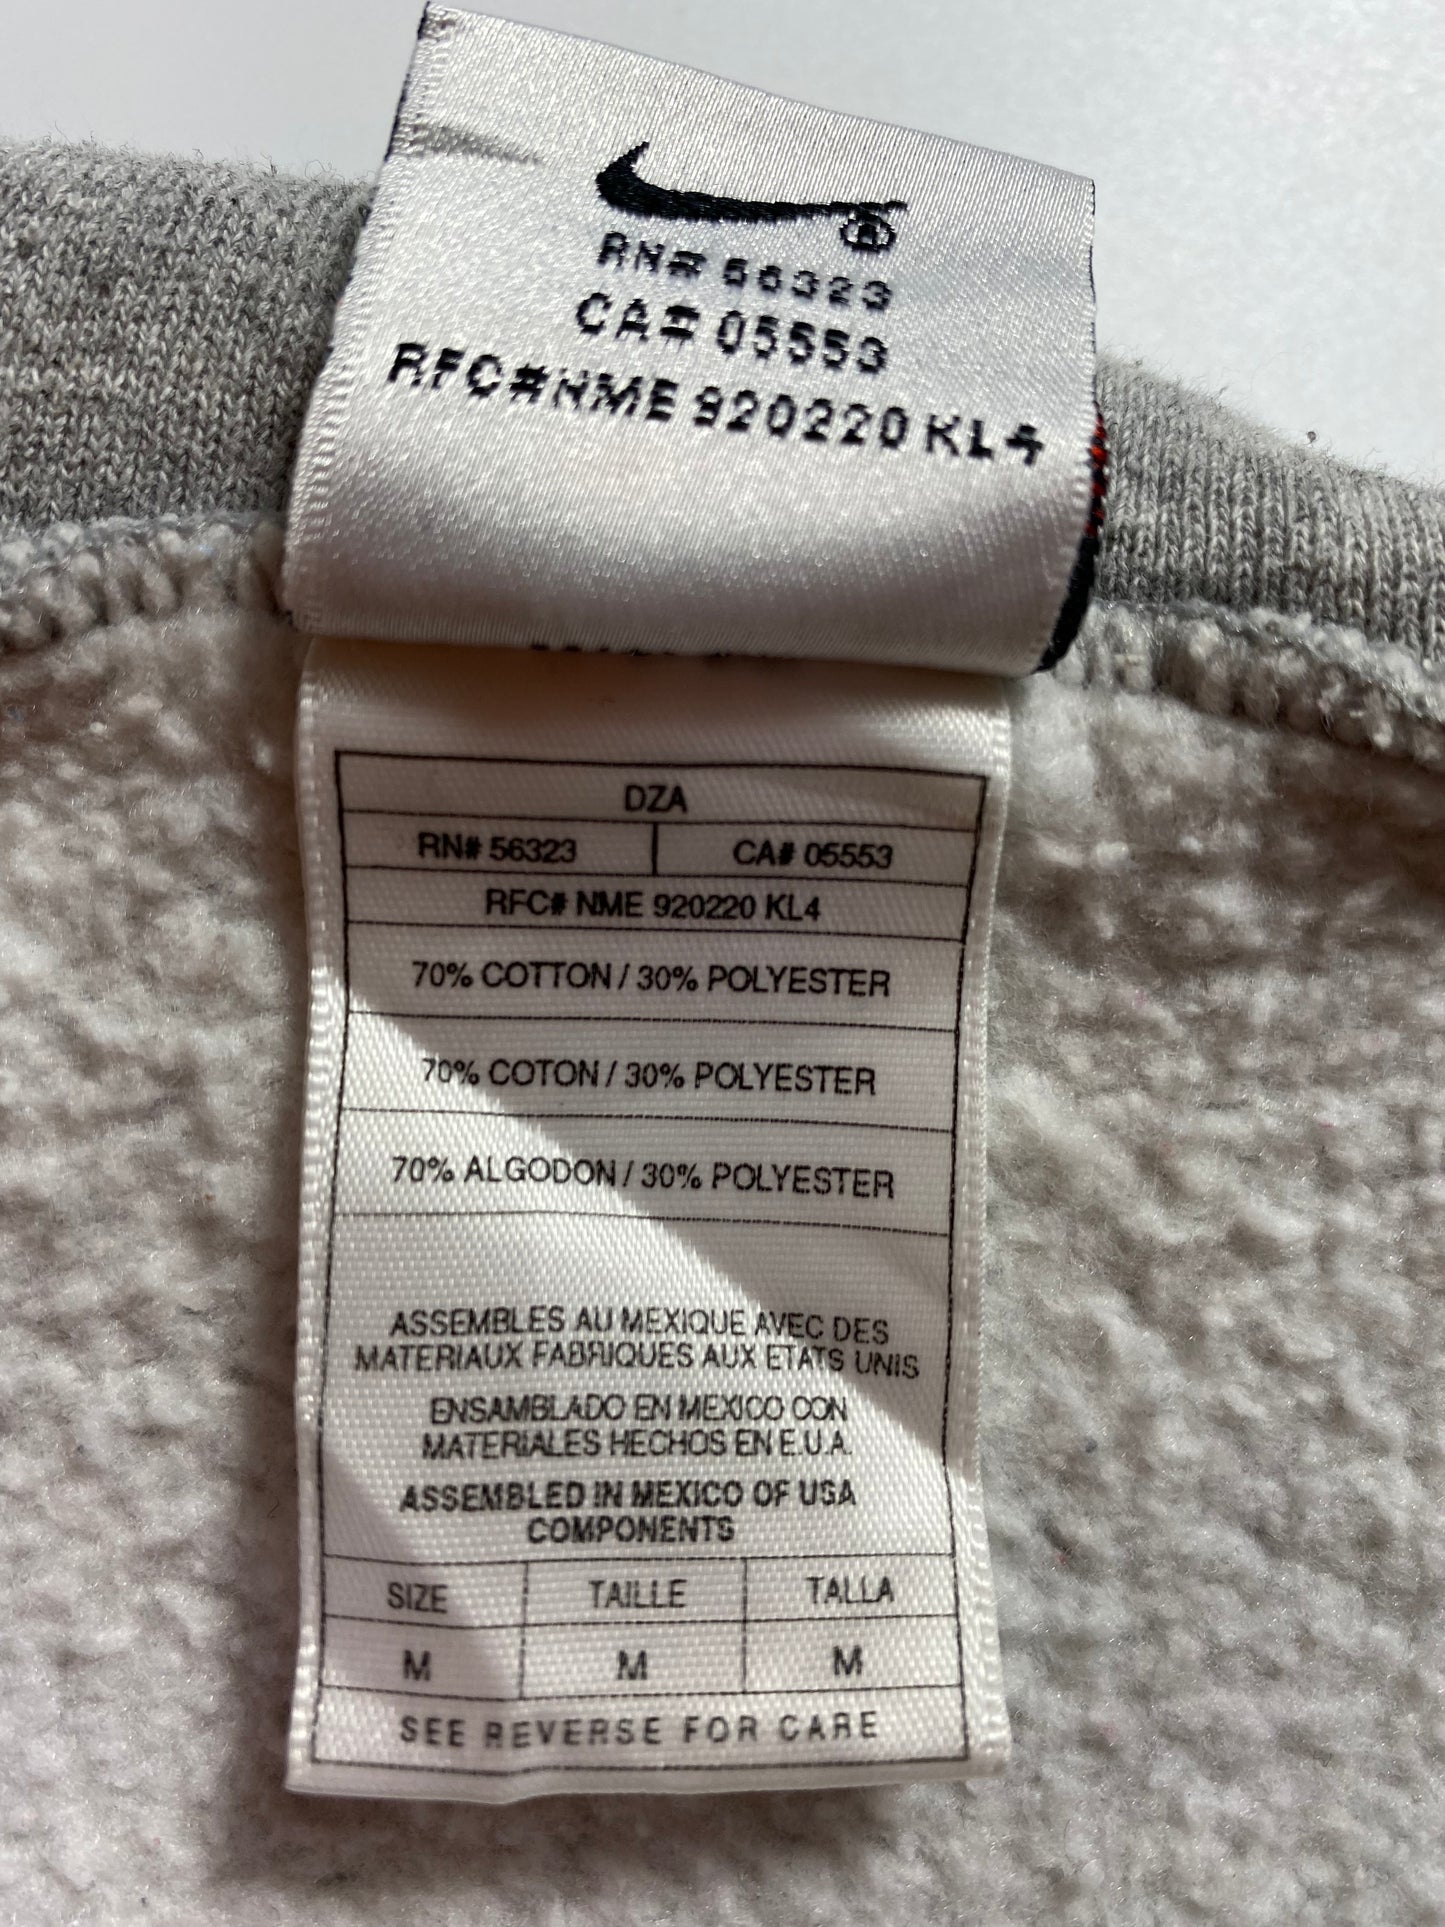 RN# 56323
CA# 05553
RFC#NME 920220 KL4
DZA
RN# 56323 CA# 05553
RFC# NME 920220 KL4
70% COTTON / 30% POLYESTER
70% COTON / 30% POLYESTER
70% ALGODON / 30% POLYESTER
ASSEMBLES AU MEXIQUE AVEC DES
MATERIAUX FABRIQUES AUX ETATS UNIS
ENSAMBLADO EN MEXICO CON
MATERIALES HECHOS EN E.U.A.
ASSEMBLED IN MEXICO OF USA
COMPONENTS
SIZE TAILLE TALLA
M M M
SEE REVERSE FOR CARE